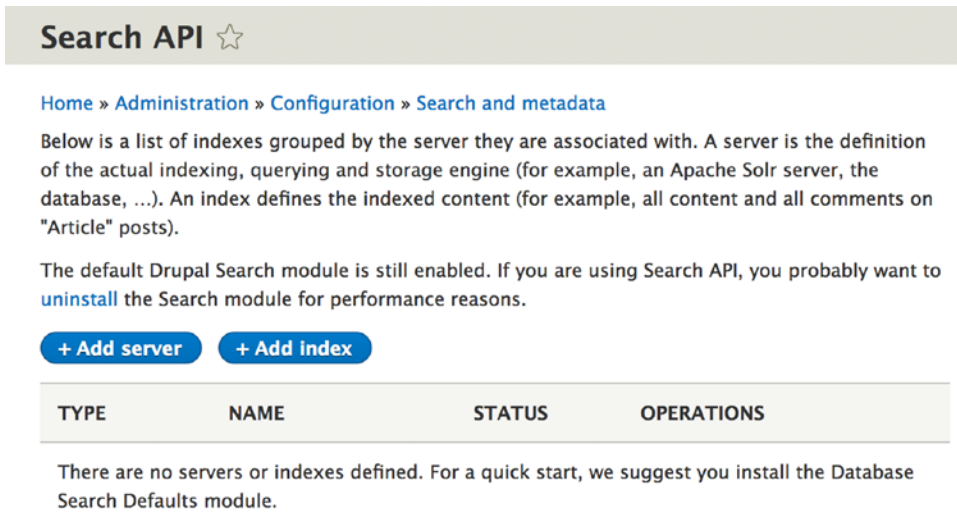 Search API
Home » Administration » Configuration » Search and metadata
Below is a list of indexes grouped by the server they are associated with. A server is the definition
of the actual indexing, querying and storage engine (for example, an Apache Solr server, the
database, ...). An index defines the indexed content (for example, all content and all comments on
"Article" posts).
The default Drupal Search module is still enabled. If you are using Search API, you probably want to
uninstall the Search module for performance reasons.
+ Add server + Add index
TYPE NAME STATUS OPERATIONS
There are no servers or indexes defined. For a quick start, we suggest you install the Database
Search Defaults module.